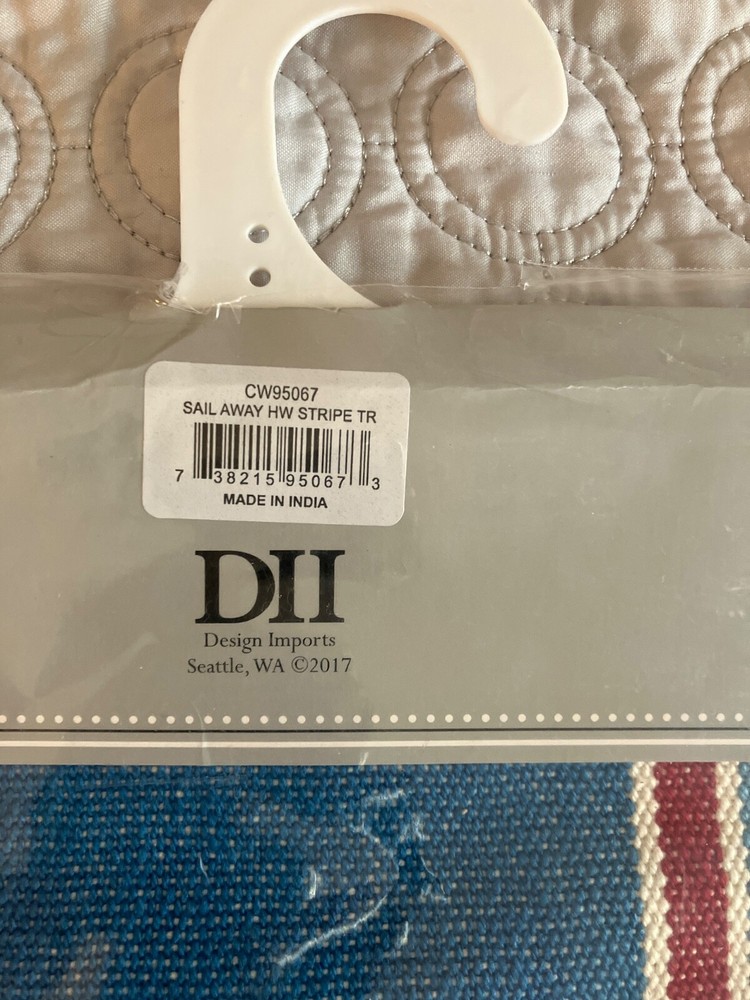 CW95067
SAIL AWAY HW STRIPE TR
7 38215 95067 3
MADE IN INDIA
DII
Design Imports
Seattle, WA ©2017